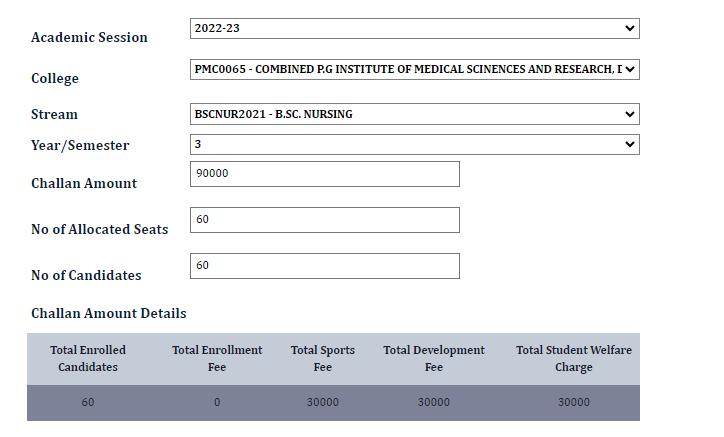 Academic Session 2022-23
College PMC0065 - COMBINED P.G INSTITUTE OF MEDICAL SCINENCES AND RESEARCH,
Stream BSCNUR2021 - B.SC. NURSING
Year/Semester 3
Challan Amount 90000
No of Allocated Seats 60
No of Candidates 60
Challan Amount Details
Total Enrolled Candidates Total Enrollment Fee Total Sports Fee Total Development Fee Total Student Welfare Charge
60 0 30000 30000 30000